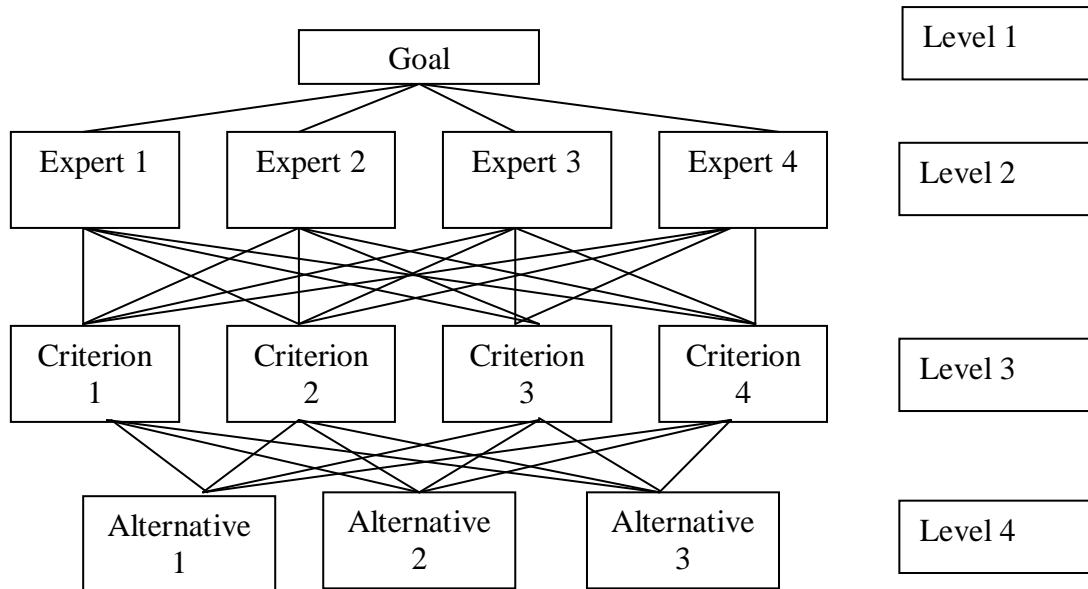 Goal
Level 1
Expert 1
Expert 2
Expert 3
Expert 4
Level 2
Criterion
1
Criterion
2
Criterion
3
Criterion
4
Level 3
Alternative
1
Alternative
2
Alternative
3
Level 4